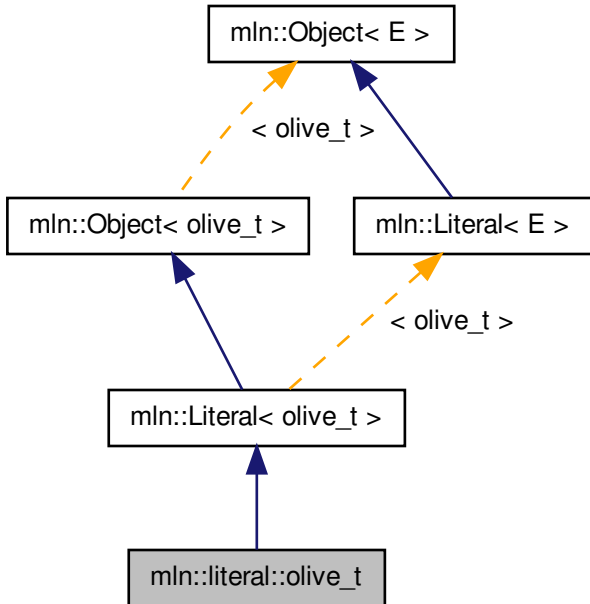 mln::Object< E >
< olive_t >
mln::Object< olive_t >
mln::Literal< E >
< olive_t >
mln::Literal< olive_t >
mln::literal::olive_t